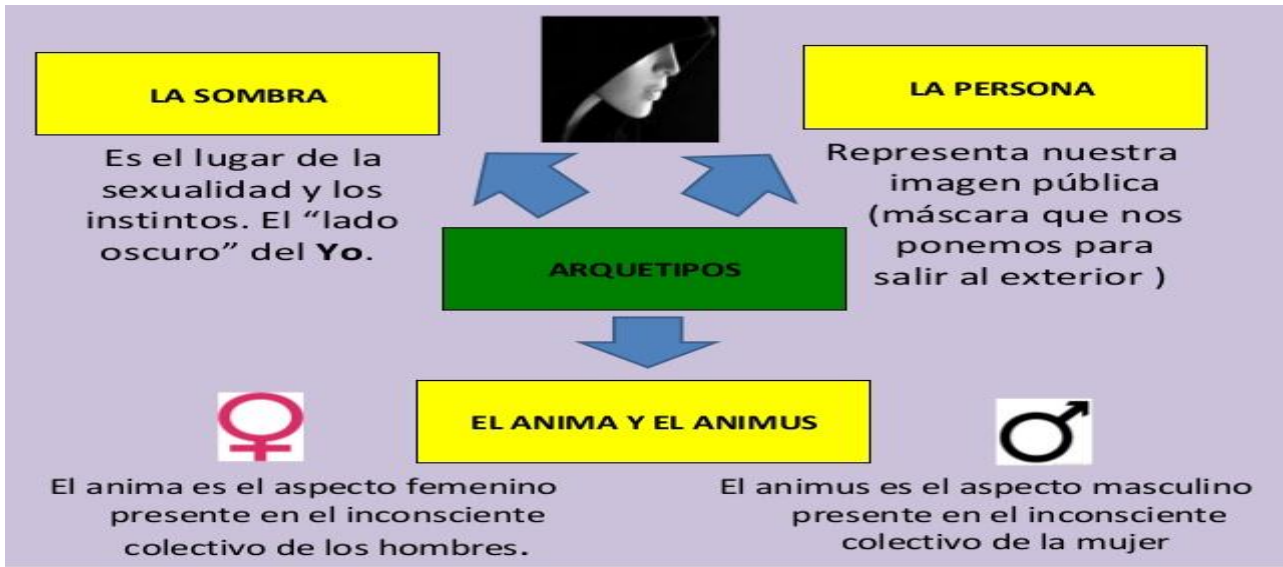 LA SOMBRA
Es el lugar de la
sexualidad y los
instintos. El “lado
oscuro” del Yo.
LA PERSONA
Representa nuestra
imagen pública
(máscara que nos
ponemos para
salir al exterior )
ARQUETIPOS
EL ANIMA Y EL ANIMUS
El anima es el aspecto femenino
presente en el inconsciente
colectivo de los hombres.
El animus es el aspecto masculino
presente en el inconsciente
colectivo de la mujer